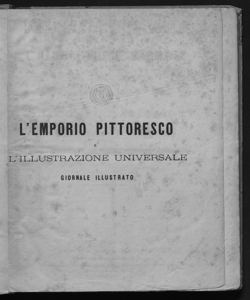 L'EMPORIO PITTORESCO
E
L'ILLUSTRAZIONE UNIVERSALE
GIORNALE ILLUSTRATO